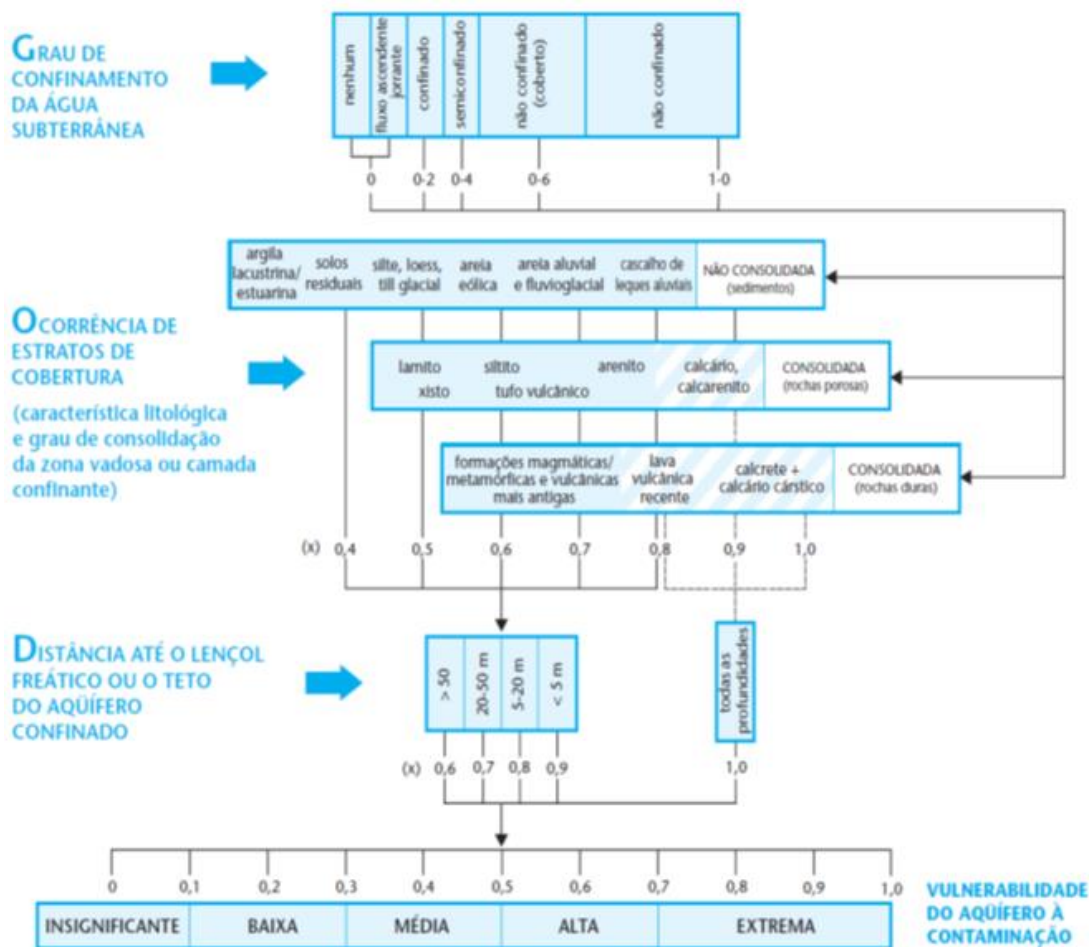 GRAU DE
CONFINAMENTO
DA ÁGUA
SUBTERRÂNEA
nenhum
fluxo ascendente
jorrante
confinado
semiconfinado
não confinado
(coberto)
não confinado
0
0-2
0-4
0-6
1-0
argila
lacustrina/
estuarina
solos
residuais
silte, loess,
till glacial
areia
eólica
areia aluvial
e fluvioglacial
cascalho de
leques aluviais
NÃO CONSOLIDADA
(sedimentos)
OCORRÊNCIA DE
ESTRATOS DE
COBERTURA
(característica litológica
e grau de consolidação
da zona vadosa ou camada
confinante)
lamito
xisto
siltito
tufo vulcânico
arenito
calcário,
calcarenito
CONSOLIDADA
(rochas porosas)
formações magmáticas/
metamórficas e vulcânicas
mais antigas
lava
vulcânica
recente
calcrete +
calcário cárstico
CONSOLIDADA
(rochas duras)
(x) 0,4 0,5 0,6 0,7 0,8 0,9 1,0
DISTÂNCIA ATÉ O LENÇOL
FREÁTICO OU O TETO
DO AQÜÍFERO
CONFINADO
> 50
20-50 m
5-20 m
< 5 m
todas as
profundidades
(x) 0,6 0,7 0,8 0,9 1,0
0 0,1 0,2 0,3 0,4 0,5 0,6 0,7 0,8 0,9 1,0
INSIGNIFICANTE BAIXA MÉDIA ALTA EXTREMA
VULNERABILIDADE
DO AQÜÍFERO À
CONTAMINAÇÃO